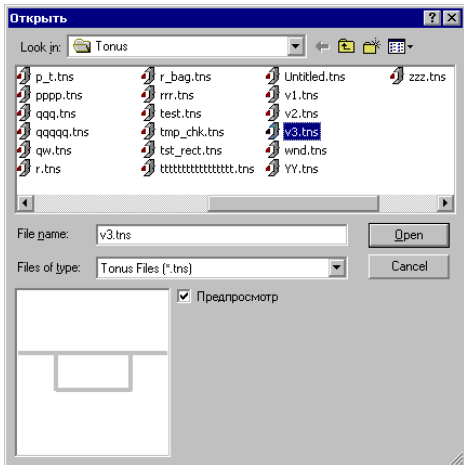 Открыть
Look in: Tonus
p_t.tns r_bag.tns Untitled.tns zzz.tns
pppp.tns rrr.tns v1.tns
qqq.tns test.tns v2.tns
qqqqq.tns tmp_chk.tns v3.tns
qw.tns tst_rect.tns wnd.tns
r.tns tttttttttttttttttt.tns YY.tns
File name: v3.tns Open
Files of type: Tonus Files (*.tns) Cancel
Предпросмотр